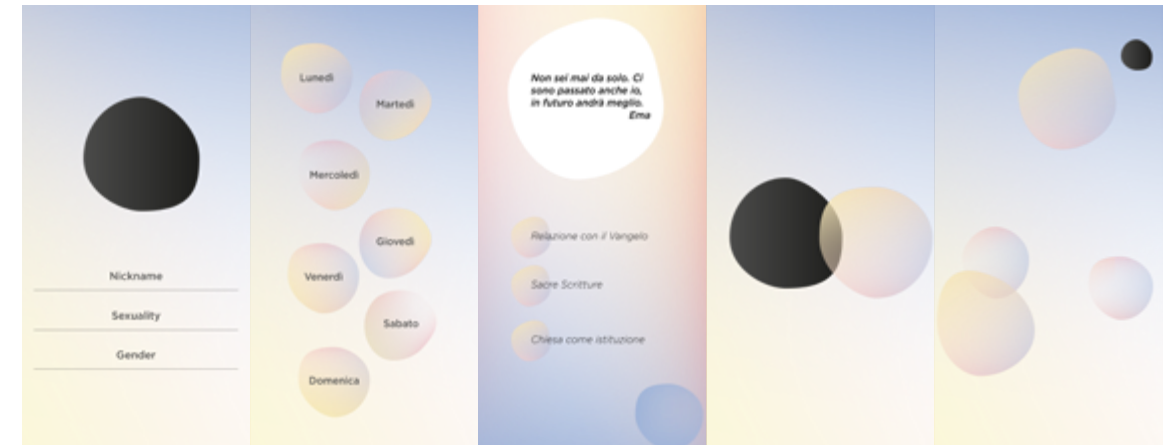 Nickname
Sexuality
Gender
Lunedì
Martedì
Mercoledì
Giovedì
Venerdì
Sabato
Domenica
Non sei mai da solo. Ci
sono passato anche io,
in futuro andrà meglio.
Ema
Relazione con il Vangelo
Sacre Scritture
Chiesa come istituzione